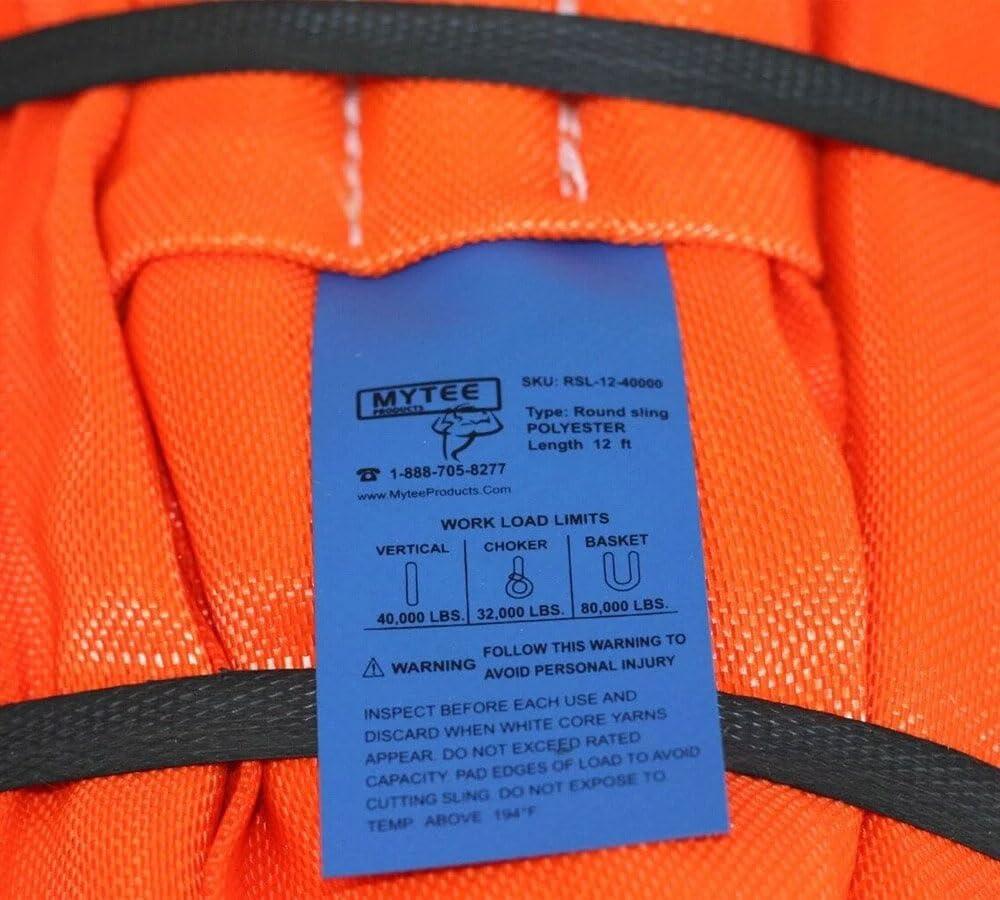 MYTEE
PRODUCTS
SKU: RSL-12-40000
Type: Round sling
POLYESTER
Length 12 ft
☎ 1-888-705-8277
www.MyteeProducts.Com
WORK LOAD LIMITS
VERTICAL CHOKER BASKET
40,000 LBS. 32,000 LBS. 80,000 LBS.
⚠ WARNING FOLLOW THIS WARNING TO
AVOID PERSONAL INJURY
INSPECT BEFORE EACH USE AND
DISCARD WHEN WHITE CORE YARNS
APPEAR. DO NOT EXCEED RATED
CAPACITY. PAD EDGES OF LOAD TO AVOID
CUTTING SLING. DO NOT EXPOSE TO
TEMP ABOVE 194°F